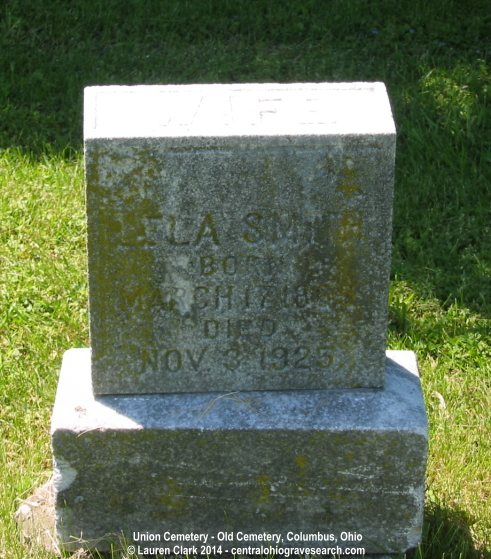 WIFE
SMITH
BORN
MARCH 17
DIED
NOV. 3 1925
Union Cemetery - Old Cemetery, Columbus, Ohio
© Lauren Clark 2014 - centralohiogravesearch.com